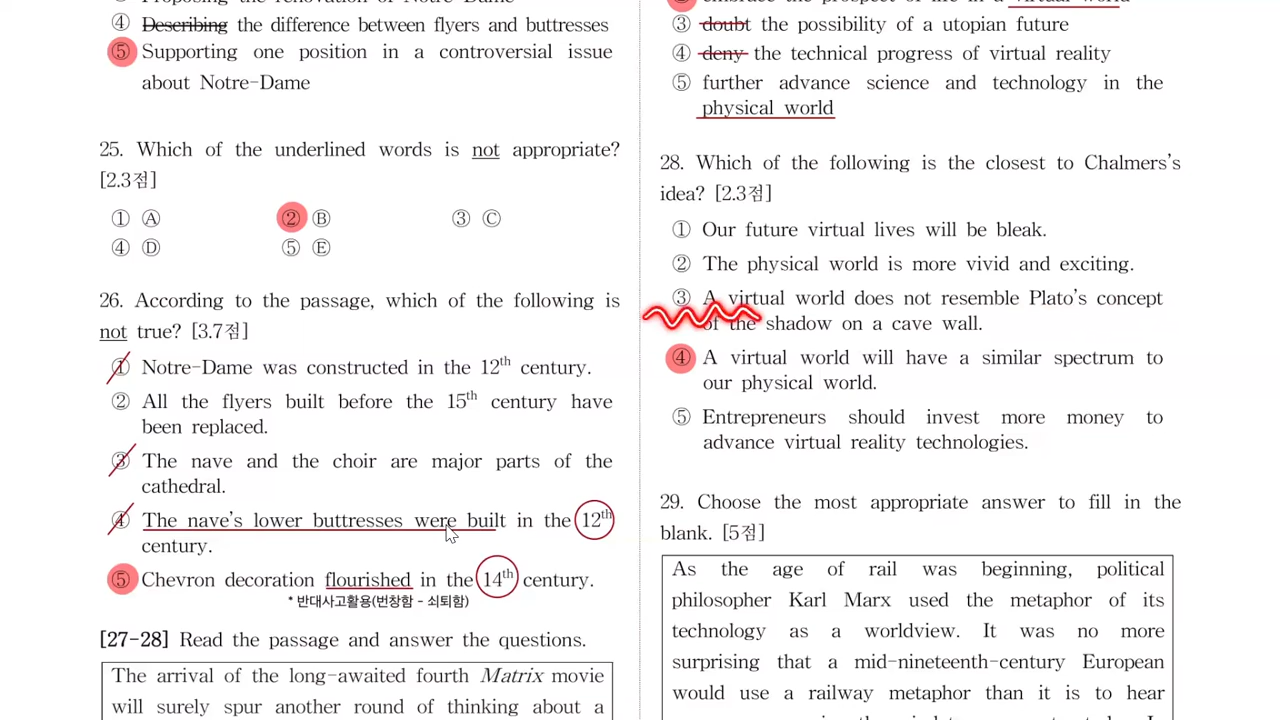 ④ Describing the difference between flyers and buttresses
⑤ Supporting one position in a controversial issue
about Notre-Dame
25. Which of the underlined words is not appropriate?
[2.3점]
① Ⓐ ② Ⓑ ③ Ⓒ
④ Ⓓ ⑤ Ⓔ
26. According to the passage, which of the following is
not true? [3.7점]
① Notre-Dame was constructed in the 12th century.
② All the flyers built before the 15th century have
been replaced.
③ The nave and the choir are major parts of the
cathedral.
④ The nave's lower buttresses were built in the 12th
century.
⑤ Chevron decoration flourished in the 14th century.
* 반대사고활용(번창함 - 쇠퇴함)
[27-28] Read the passage and answer the questions.
The arrival of the long-awaited fourth Matrix movie
will surely spur another round of thinking about a
③ doubt the possibility of a utopian future
④ deny the technical progress of virtual reality
⑤ further advance science and technology in the
physical world
28. Which of the following is the closest to Chalmers's
idea? [2.3점]
① Our future virtual lives will be bleak.
② The physical world is more vivid and exciting.
③ A virtual world does not resemble Plato's concept
of the shadow on a cave wall.
④ A virtual world will have a similar spectrum to
our physical world.
⑤ Entrepreneurs should invest more money to
advance virtual reality technologies.
29. Choose the most appropriate answer to fill in the
blank. [5점]
As the age of rail was beginning, political
philosopher Karl Marx used the metaphor of its
technology as a worldview. It was no more
surprising that a mid-nineteenth-century European
would use a railway metaphor than it is to hear